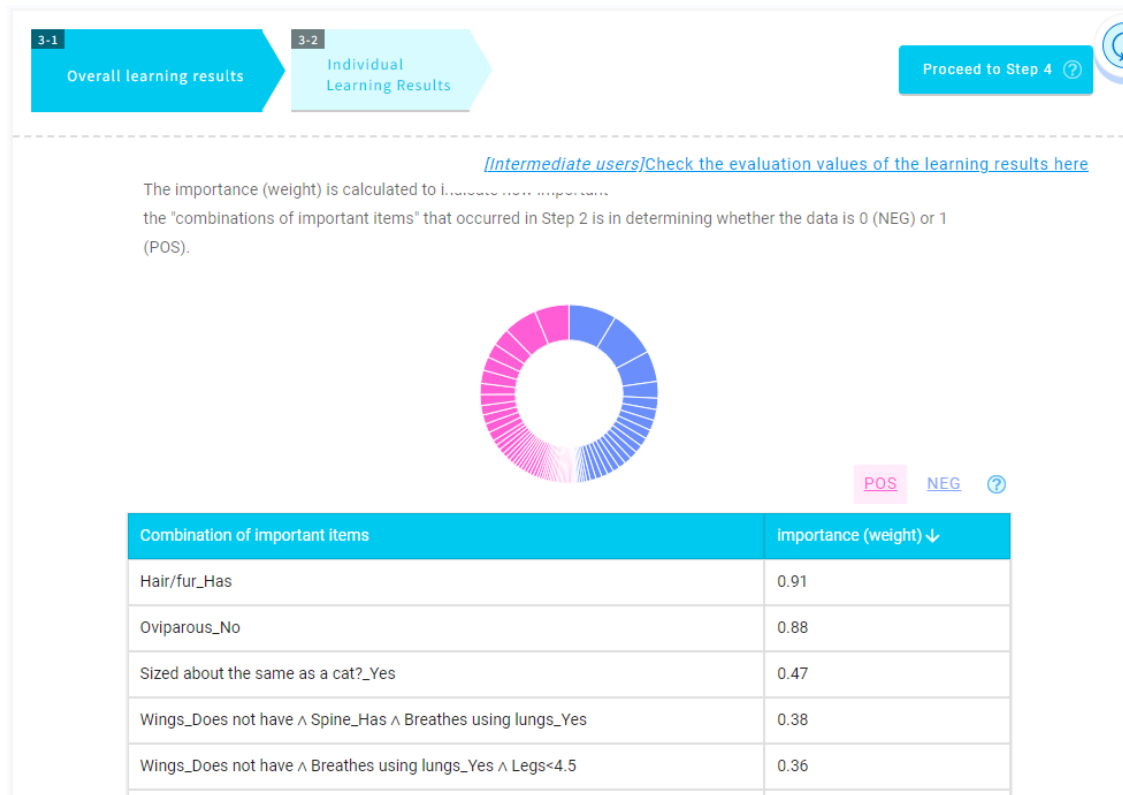 3-1
Overall learning results
3-2
Individual
Learning Results
Proceed to Step 4 ?
[Intermediate users]Check the evaluation values of the learning results here
The importance (weight) is calculated to indicate how important
the "combinations of important items" that occurred in Step 2 is in determining whether the data is 0 (NEG) or 1
(POS).
POS NEG ?
Combination of important items importance (weight) ↓
Hair/fur_Has 0.91
Oviparous_No 0.88
Sized about the same as a cat?_Yes 0.47
Wings_Does not have ∧ Spine_Has ∧ Breathes using lungs_Yes 0.38
Wings_Does not have ∧ Breathes using lungs_Yes ∧ Legs<4.5 0.36